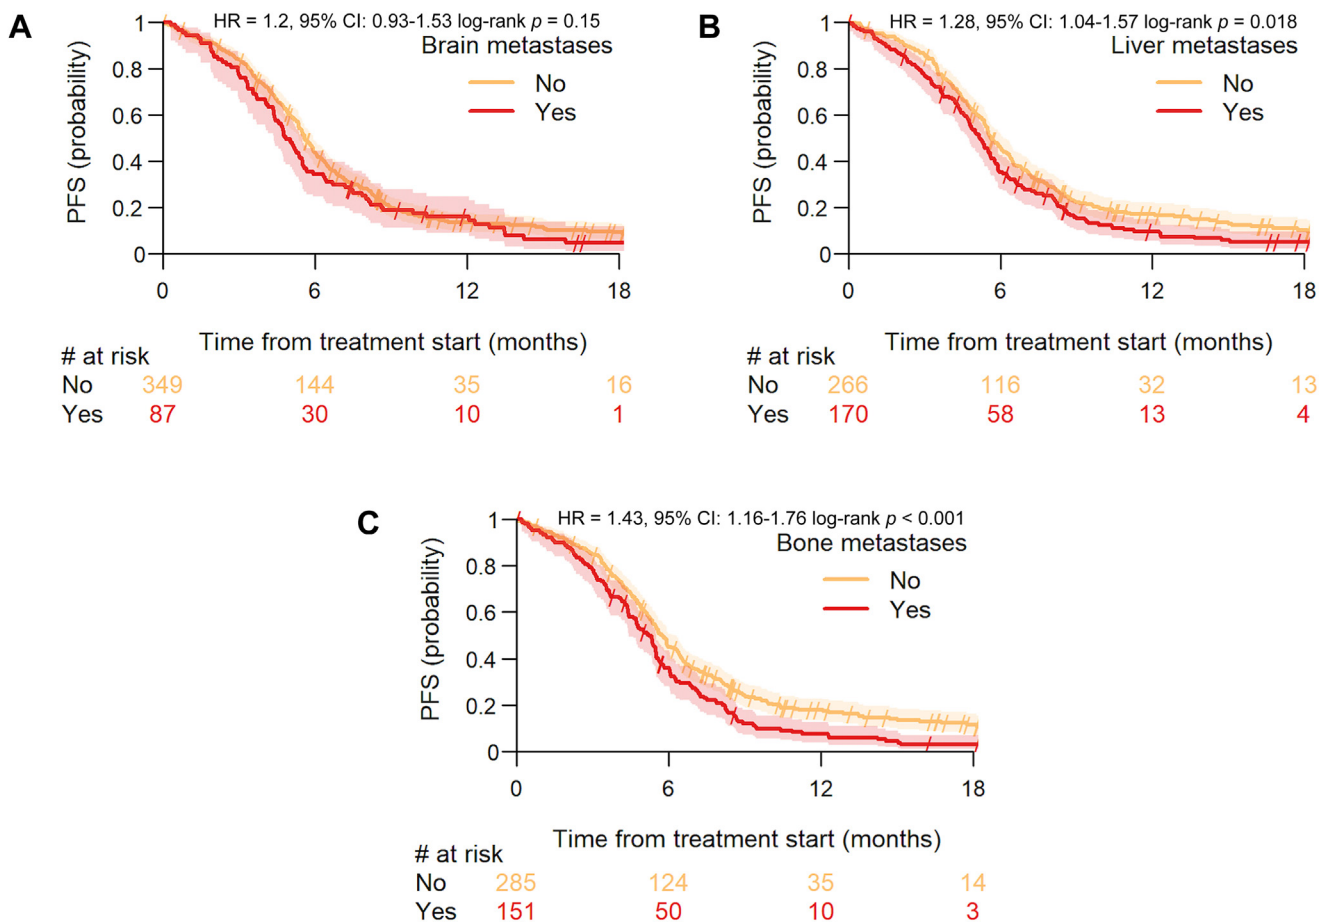 A
HR = 1.2, 95% CI: 0.93-1.53 log-rank p = 0.15
Brain metastases
No
Yes
PFS (probability)
1
0.8
0.6
0.4
0.2
0
0 6 12 18
Time from treatment start (months)
# at risk
No 349 144 35 16
Yes 87 30 10 1
B
HR = 1.28, 95% CI: 1.04-1.57 log-rank p = 0.018
Liver metastases
No
Yes
PFS (probability)
1
0.8
0.6
0.4
0.2
0
0 6 12 18
Time from treatment start (months)
# at risk
No 266 116 32 13
Yes 170 58 13 4
C
HR = 1.43, 95% CI: 1.16-1.76 log-rank p < 0.001
Bone metastases
No
Yes
PFS (probability)
1
0.8
0.6
0.4
0.2
0
0 6 12 18
Time from treatment start (months)
# at risk
No 285 124 35 14
Yes 151 50 10 3